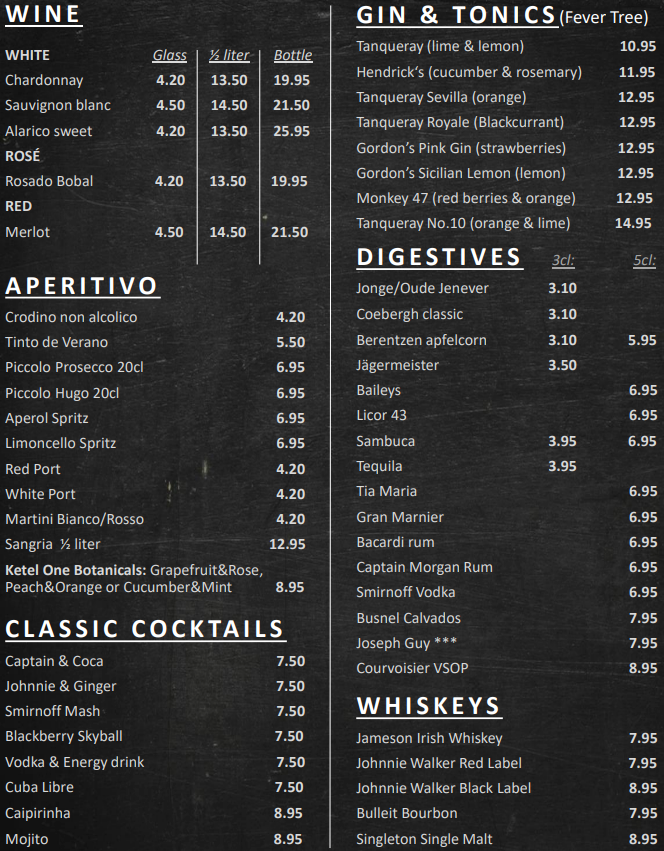 WINE
WHITE Glass ½ liter Bottle
Chardonnay 4.20 13.50 19.95
Sauvignon blanc 4.50 14.50 21.50
Alarico sweet 4.20 13.50 25.95
ROSÉ
Rosado Bobal 4.20 13.50 19.95
RED
Merlot 4.50 14.50 21.50
APERITIVO
Crodino non alcolico 4.20
Tinto de Verano 5.50
Piccolo Prosecco 20cl 6.95
Piccolo Hugo 20cl 6.95
Aperol Spritz 6.95
Limoncello Spritz 6.95
Red Port 4.20
White Port 4.20
Martini Bianco/Rosso 4.20
Sangria ½ liter 12.95
Ketel One Botanicals: Grapefruit&Rose,
Peach&Orange or Cucumber&Mint 8.95
CLASSIC COCKTAILS
Captain & Coca 7.50
Johnnie & Ginger 7.50
Smirnoff Mash 7.50
Blackberry Skyball 7.50
Vodka & Energy drink 7.50
Cuba Libre 7.50
Caipirinha 8.95
Mojito 8.95
GIN & TONICS (Fever Tree)
Tanqueray (lime & lemon) 10.95
Hendrick's (cucumber & rosemary) 11.95
Tanqueray Sevilla (orange) 12.95
Tanqueray Royale (Blackcurrant) 12.95
Gordon's Pink Gin (strawberries) 12.95
Gordon's Sicilian Lemon (lemon) 12.95
Monkey 47 (red berries & orange) 12.95
Tanqueray No.10 (orange & lime) 14.95
DIGESTIVES 3cl: 5cl:
Jonge/Oude Jenever 3.10
Coebergh classic 3.10
Berentzen apfelcorn 3.10 5.95
Jägermeister 3.50
Baileys 6.95
Licor 43 6.95
Sambuca 3.95 6.95
Tequila 3.95
Tia Maria 6.95
Gran Marnier 6.95
Bacardi rum 6.95
Captain Morgan Rum 6.95
Smirnoff Vodka 6.95
Busnel Calvados 7.95
Joseph Guy *** 7.95
Courvoisier VSOP 8.95
WHISKEYS
Jameson Irish Whiskey 7.95
Johnnie Walker Red Label 7.95
Johnnie Walker Black Label 8.95
Bulleit Bourbon 7.95
Singleton Single Malt 8.95